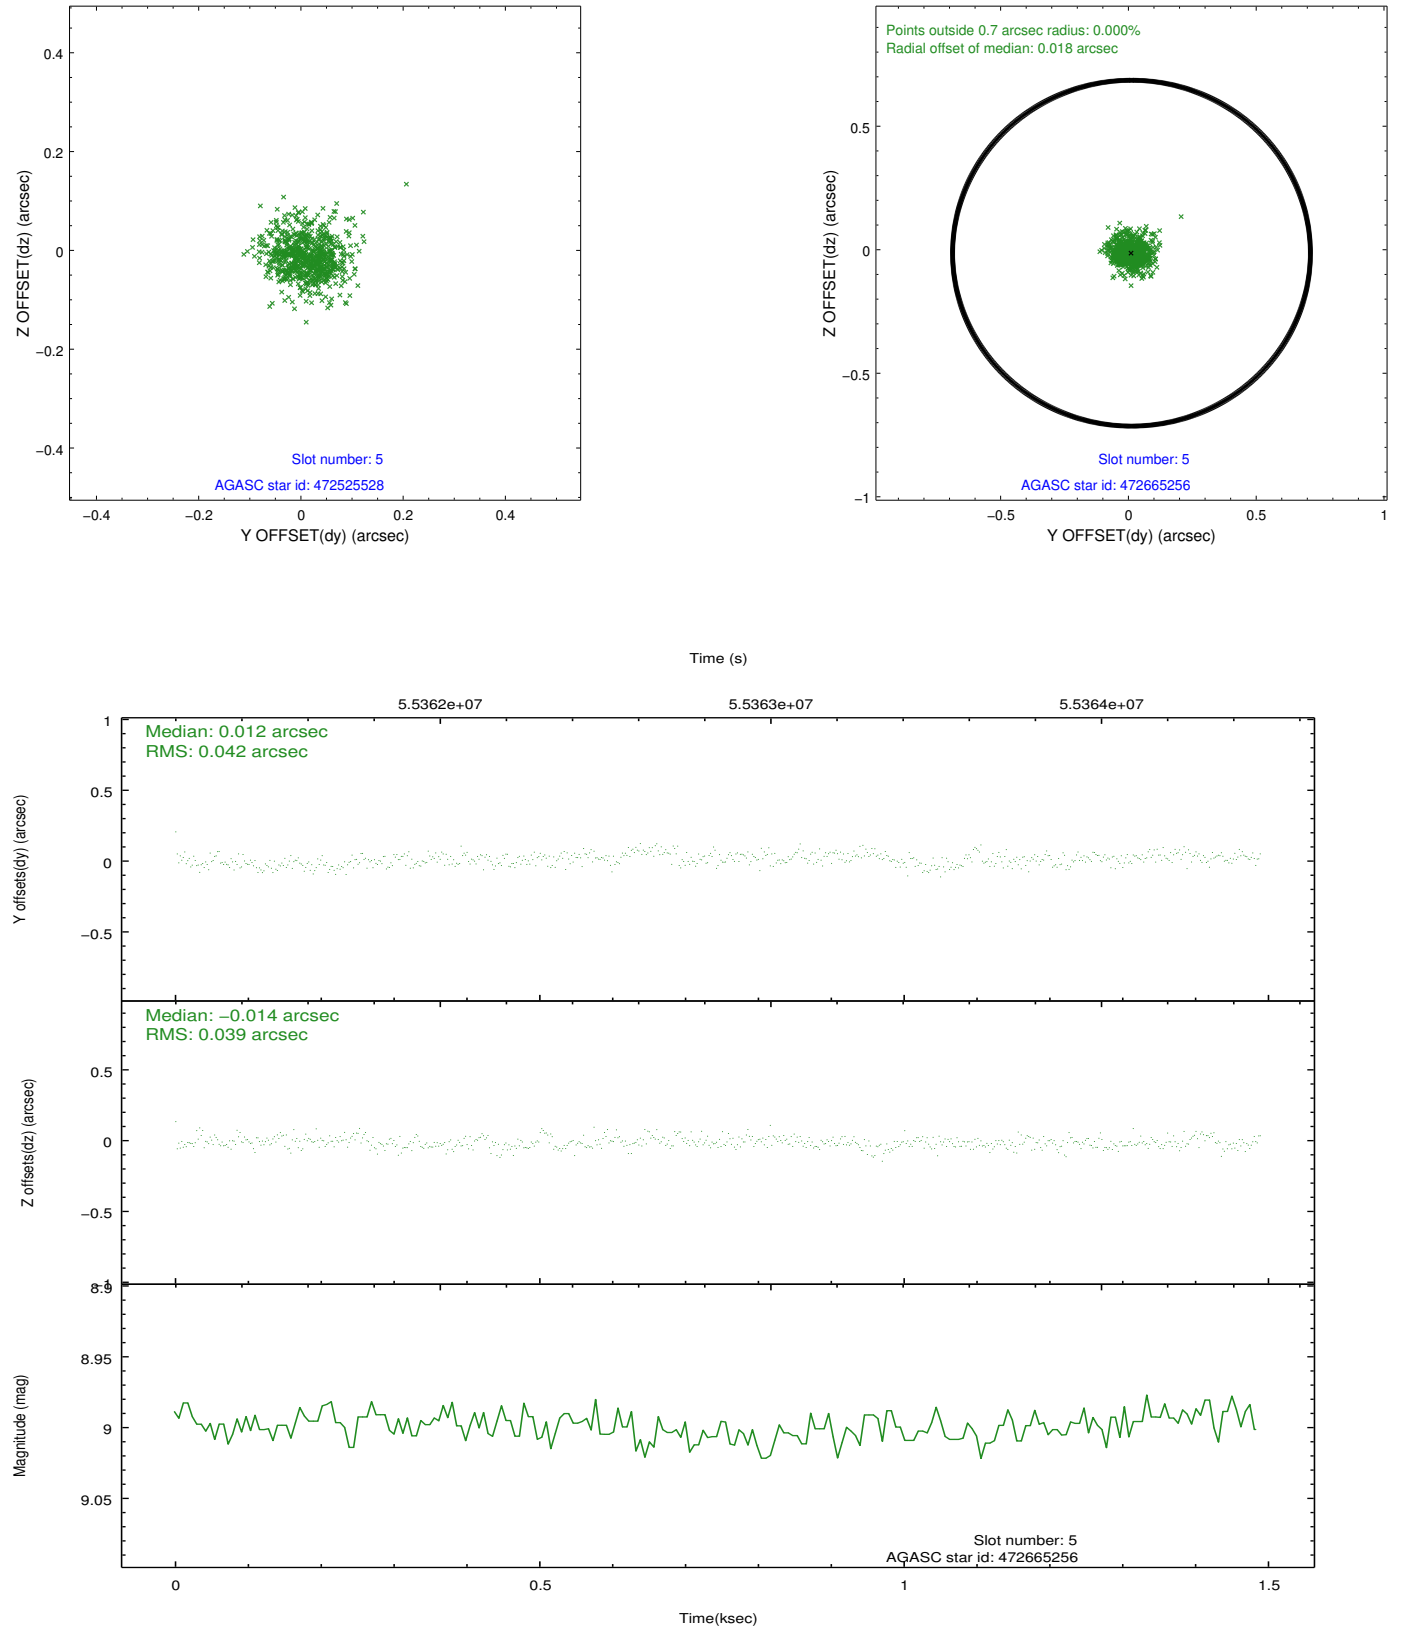 0.4
0.2
0
−0.2
−0.4
Z OFFSET(dz) (arcsec)
Slot number: 5
AGASC star id: 472525528
−0.4 −0.2 0 0.2 0.4
Y OFFSET(dy) (arcsec)
Points outside 0.7 arcsec radius: 0.000%
Radial offset of median: 0.018 arcsec
0.5
0
−0.5
−1
Z OFFSET(dz) (arcsec)
Slot number: 5
AGASC star id: 472665256
−0.5 0 0.5 1
Y OFFSET(dy) (arcsec)
Time (s)
5.5362e+07 5.5363e+07 5.5364e+07
Median: 0.012 arcsec
RMS: 0.042 arcsec
1
0.5
0
−0.5
Y offsets(dy) (arcsec)
Median: −0.014 arcsec
RMS: 0.039 arcsec
0.5
0
−0.5
−1
Z offsets(dz) (arcsec)
8.9
8.95
9
9.05
Magnitude (mag)
Slot number: 5
AGASC star id: 472665256
0 0.5 1 1.5
Time(ksec)